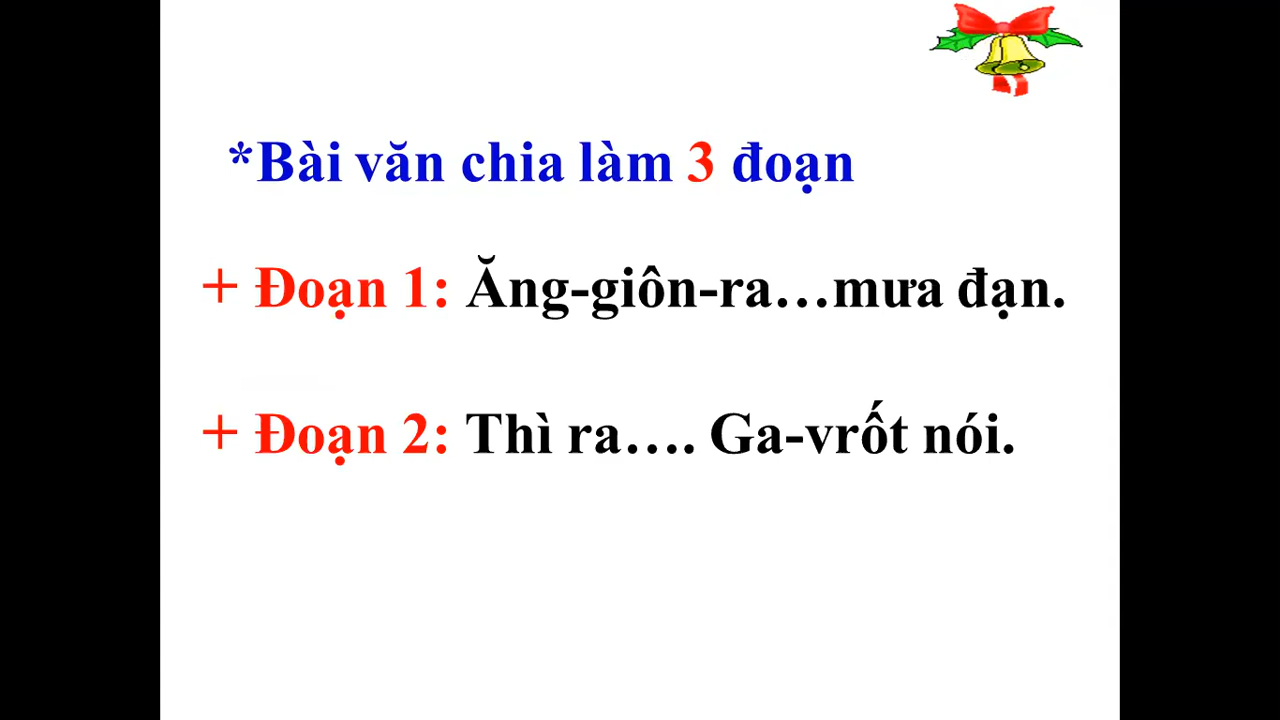 *Bài văn chia làm 3 đoạn
+ Đoạn 1: Ăng-giôn-ra…mưa đạn.
+ Đoạn 2: Thì ra…. Ga-vrốt nói.